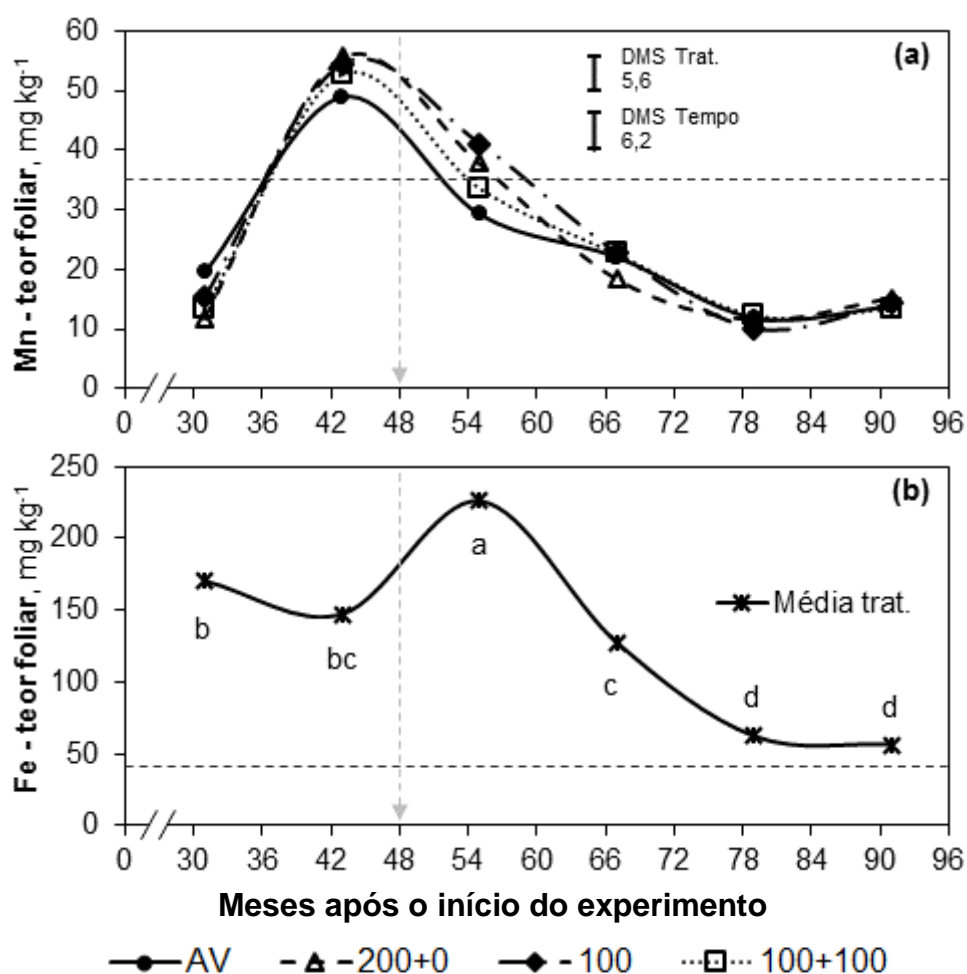 Mn - teor foliar, mg kg⁻¹
60
50
40
30
20
10
0
(a)
DMS Trat.
5,6
DMS Tempo
6,2
0 30 36 42 48 54 60 66 72 78 84 90 96
Fe - teor foliar, mg kg⁻¹
250
200
150
100
50
0
(b)
b
bc
a
c
d
d
Média trat.
0 30 36 42 48 54 60 66 72 78 84 90 96
Meses após o início do experimento
AV 200+0 100 100+100